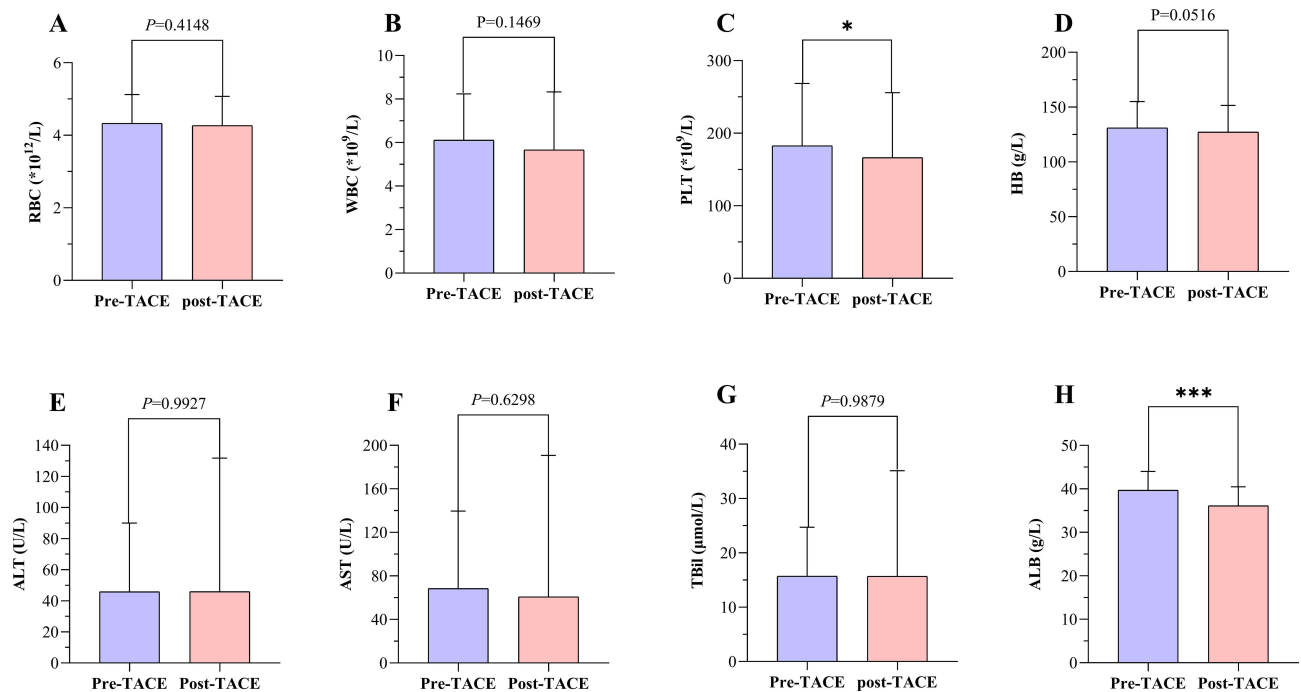 A
P=0.4148
RBC (*10¹²/L)
6
4
2
0
Pre-TACE post-TACE
B
P=0.1469
WBC (*10⁹/L)
10
8
6
4
2
0
Pre-TACE post-TACE
C
*
PLT (*10⁹/L)
300
200
100
0
Pre-TACE post-TACE
D
P=0.0516
HB (g/L)
200
150
100
50
0
Pre-TACE post-TACE
E
P=0.9927
ALT (U/L)
140
120
100
80
60
40
20
0
Pre-TACE Post-TACE
F
P=0.6298
AST (U/L)
200
160
120
80
40
0
Pre-TACE Post-TACE
G
P=0.9879
TBil (μmol/L)
40
30
20
10
0
Pre-TACE post-TACE
H
***
ALB (g/L)
50
40
30
20
10
0
Pre-TACE Post-TACE